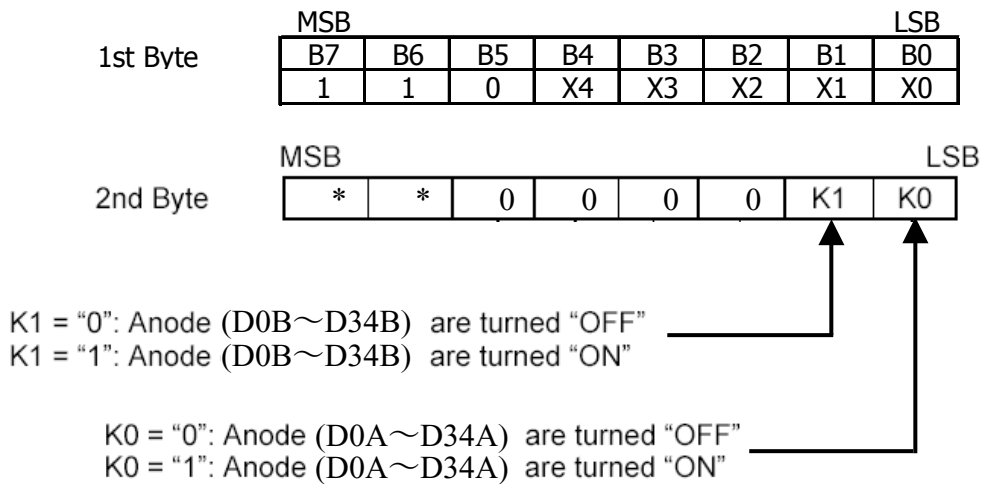 MSB LSB
1st Byte B7 B6 B5 B4 B3 B2 B1 B0
1 1 0 X4 X3 X2 X1 X0
MSB LSB
2nd Byte * * 0 0 0 0 K1 K0
K1 = “0”: Anode (D0B～D34B) are turned “OFF”
K1 = “1”: Anode (D0B～D34B) are turned “ON”
K0 = “0”: Anode (D0A～D34A) are turned “OFF”
K0 = “1”: Anode (D0A～D34A) are turned “ON”